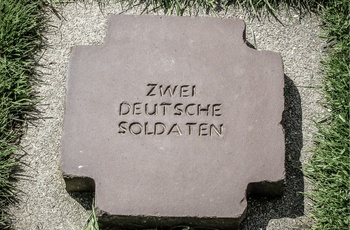 ZWEI
DEUTSCHE
SOLDATEN